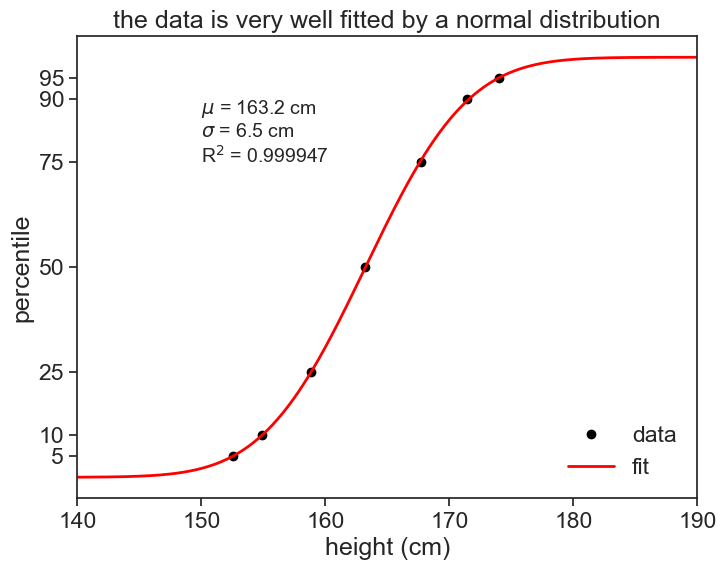 the data is very well fitted by a normal distribution
95
90
75
50
25
10
5
percentile
μ = 163.2 cm
σ = 6.5 cm
R² = 0.999947
data
fit
140 150 160 170 180 190
height (cm)